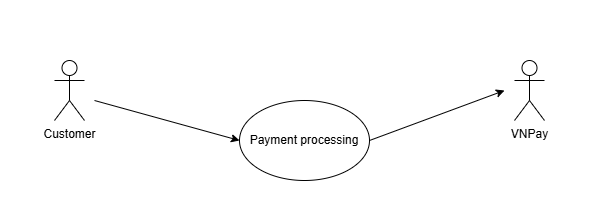 Payment processing
Customer
VNPay